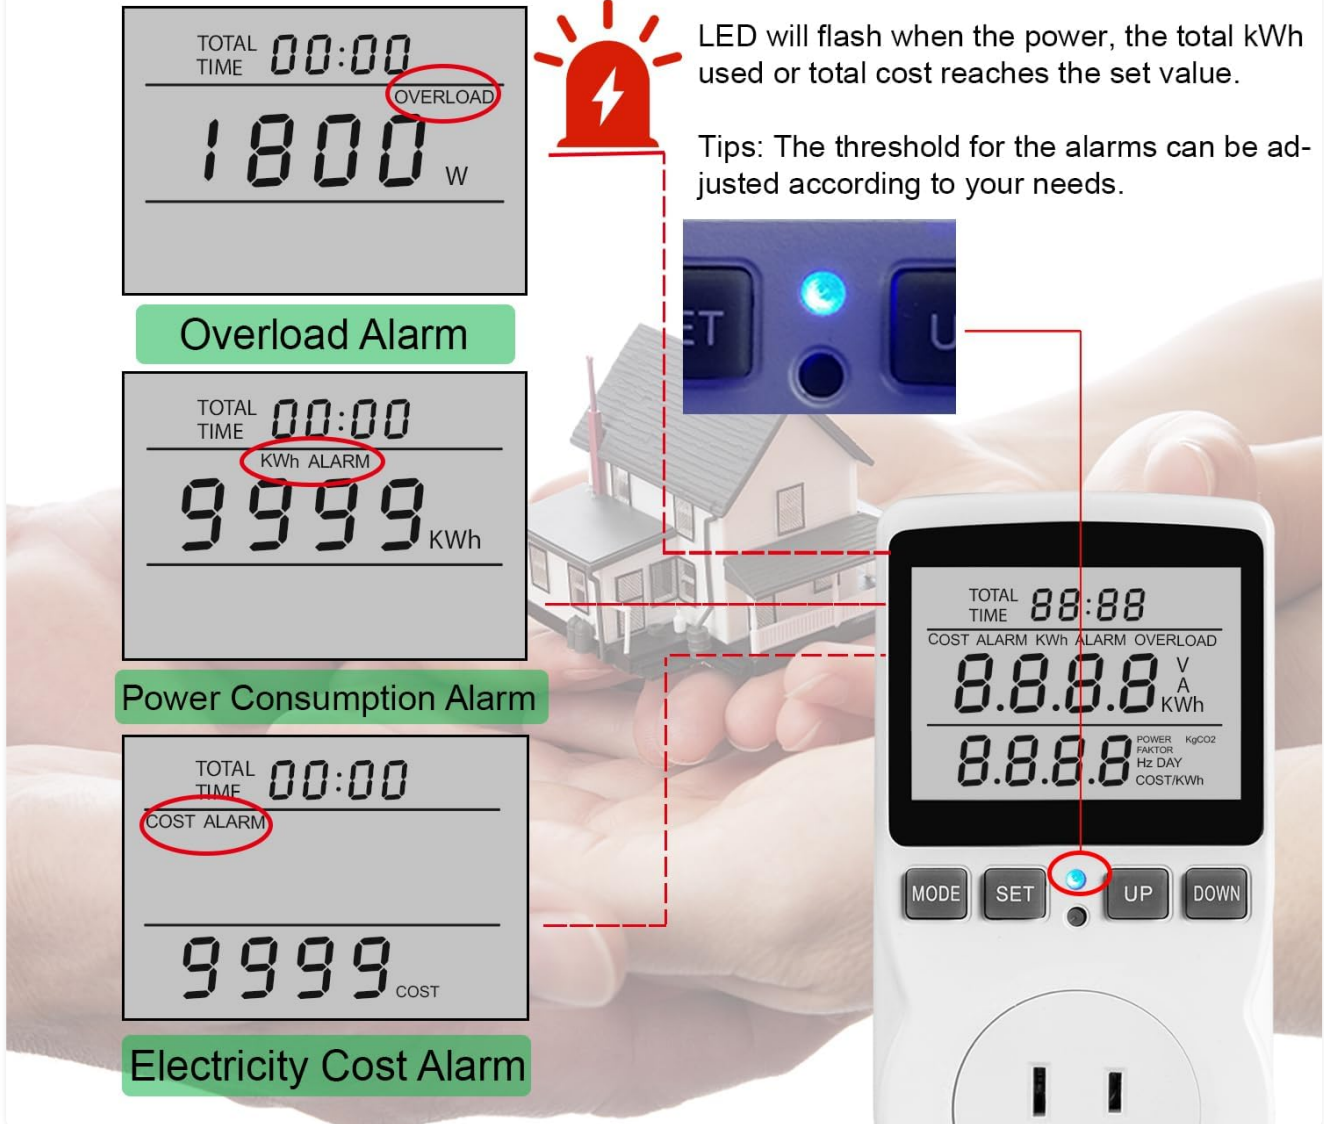 TOTAL
TIME 00:00
OVERLOAD
1800 W
Overload Alarm
LED will flash when the power, the total kWh
used or total cost reaches the set value.
Tips: The threshold for the alarms can be ad-
justed according to your needs.
ET
U
TOTAL
TIME 00:00
KWh ALARM
9999 KWh
Power Consumption Alarm
TOTAL
TIME 00:00
COST ALARM
9999 COST
Electricity Cost Alarm
TOTAL
TIME 88:88
COST ALARM KWh ALARM OVERLOAD
8.8.8.8 V
A
KWh
8.8.8.8 POWER KgCO2
FAKTOR
Hz DAY
COST/KWh
MODE SET UP DOWN